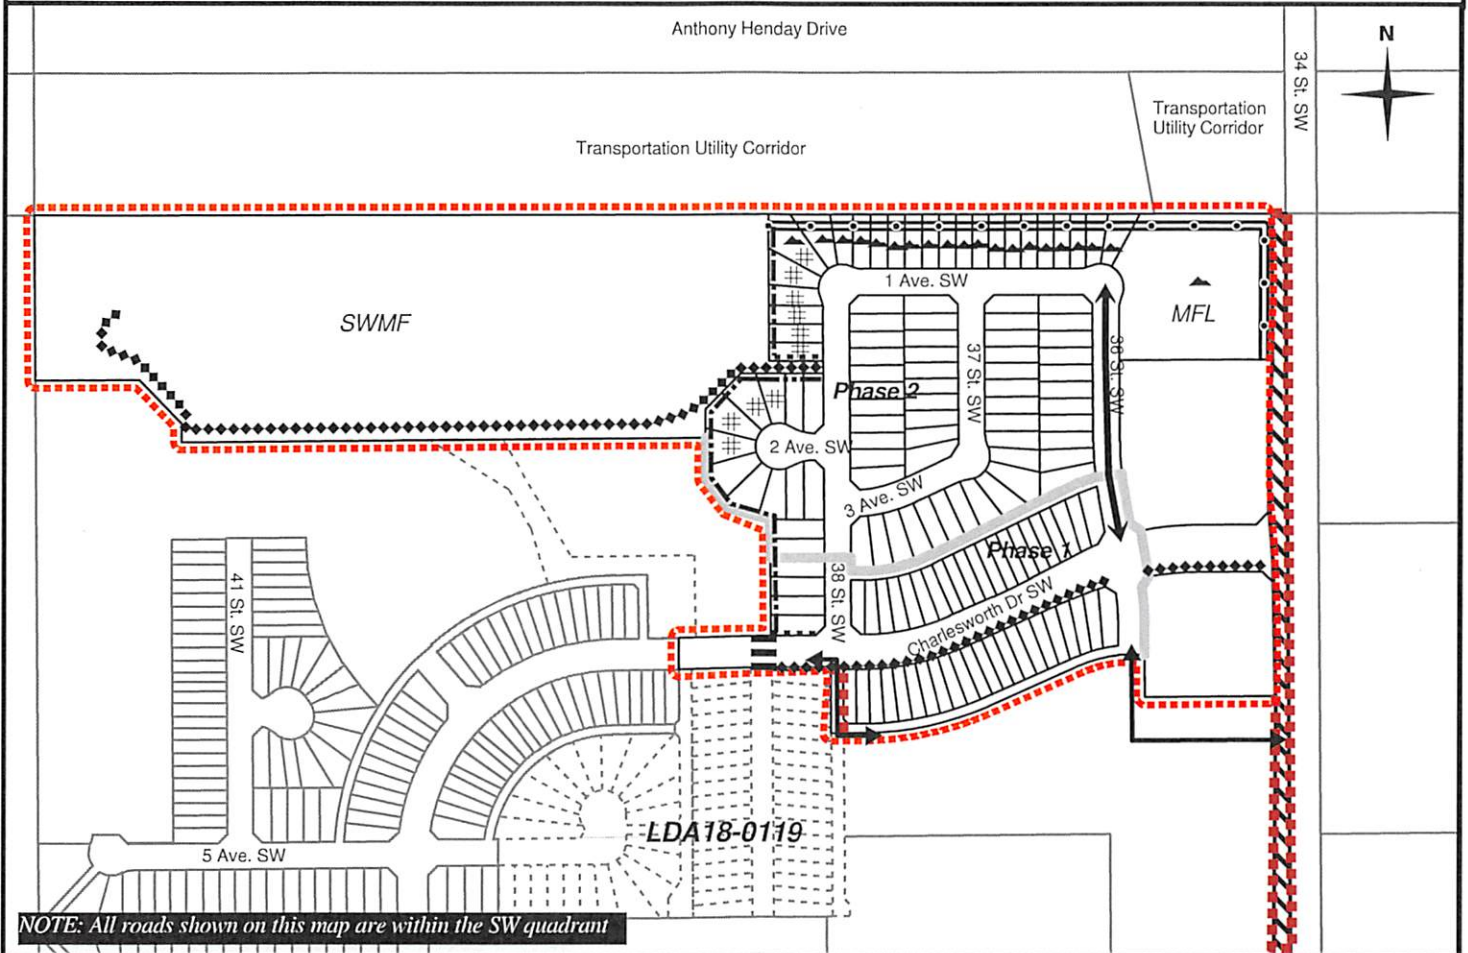 Anthony Henday Drive
N
34 St. SW
Transportation
Utility Corridor
Transportation Utility Corridor
1 Ave. SW
SWMF
MFL
37 St. SW
36 St. SW
Phase 2
2 Ave. SW
3 Ave. SW
Phase 1
38 St. SW
Charlesworth Dr SW
41 St. SW
LDA18-0119
5 Ave. SW
NOTE: All roads shown on this map are within the SW quadrant